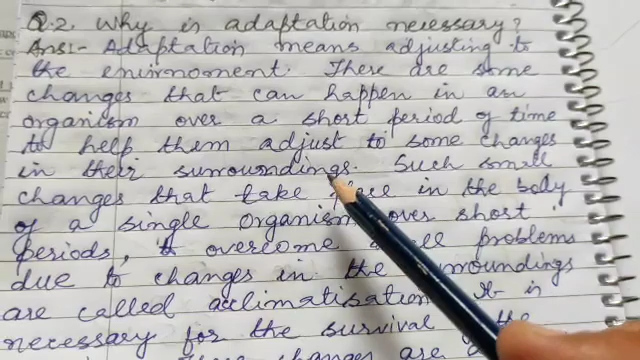 Q.2. Why is adaptation necessary?
Ans:- Adaptation means adjusting to
the environment. There are some
changes that can happen in an
organism over a short period of time
to help them adjust to some changes
in their surroundings. Such small
changes that take place in the body
of a single organism over short
periods, to overcome small problems
due to changes in the surroundings
are called acclimatisation. It is
necessary for the survival the
changes are